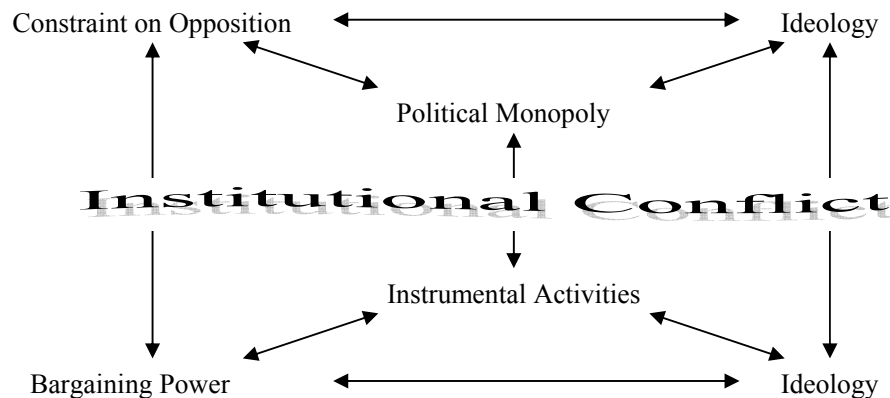 Constraint on Opposition Ideology
Political Monopoly
Institutional Conflict
Instrumental Activities
Bargaining Power Ideology